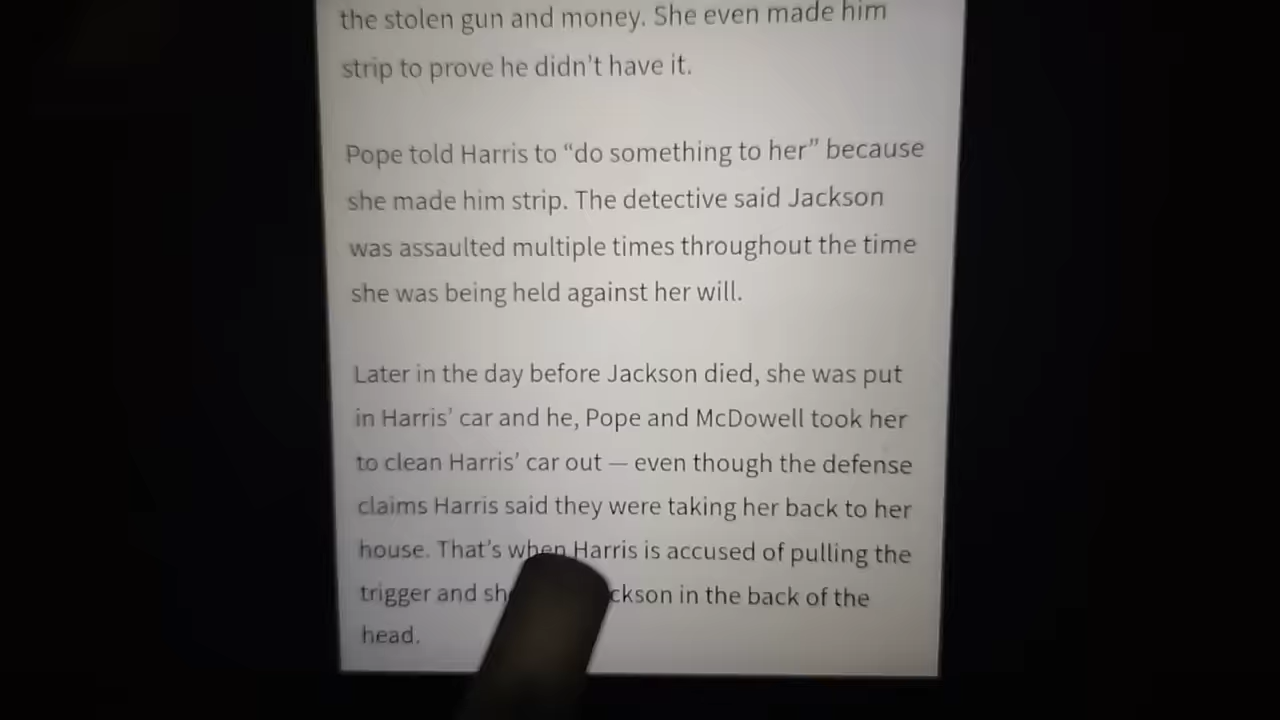 the stolen gun and money. She even made him
strip to prove he didn’t have it.
Pope told Harris to “do something to her” because
she made him strip. The detective said Jackson
was assaulted multiple times throughout the time
she was being held against her will.
Later in the day before Jackson died, she was put
in Harris’ car and he, Pope and McDowell took her
to clean Harris’ car out — even though the defense
claims Harris said they were taking her back to her
house. That’s when Harris is accused of pulling the
trigger and in the back of the
head.